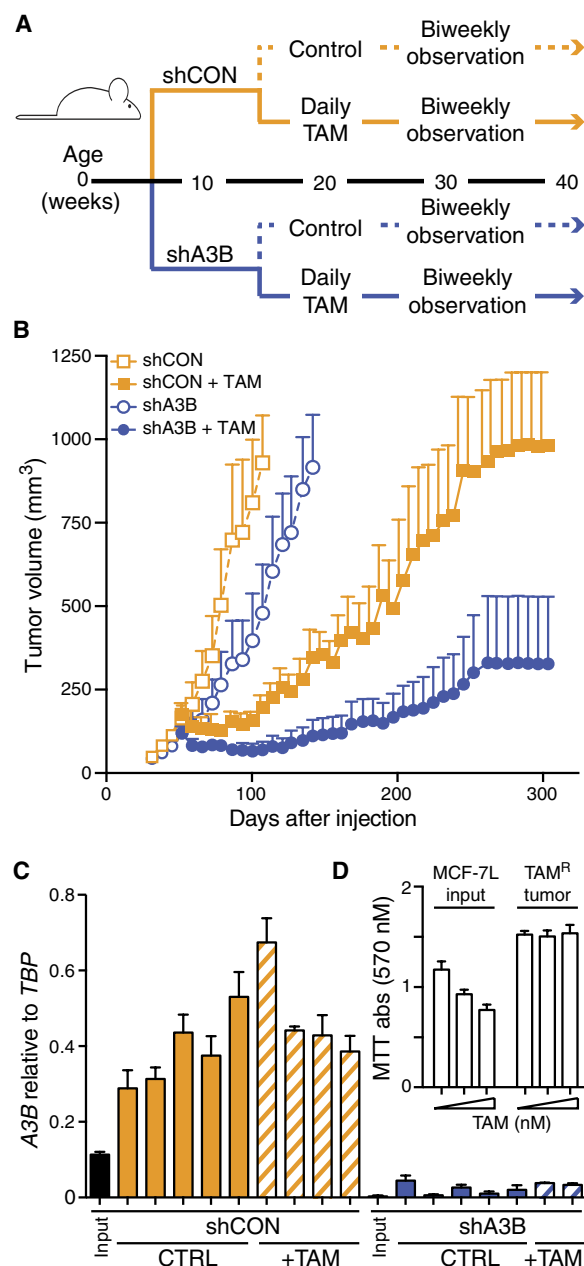 A
shCON
Control
Biweekly
observation
Daily
TAM
Biweekly
observation
Age
(weeks)
0
10
20
30
40
shA3B
Control
Biweekly
observation
Daily
TAM
Biweekly
observation
B
1250
1000
750
500
250
0
Tumor volume (mm³)
shCON
shCON + TAM
shA3B
shA3B + TAM
0
100
200
300
Days after injection
C
0.8
0.6
0.4
0.2
0
A3B relative to TBP
Input
CTRL
+TAM
shCON
Input
CTRL
+TAM
shA3B
D
MCF-7L
input
TAMᴿ
tumor
2
1
0
MTT abs (570 nM)
TAM (nM)